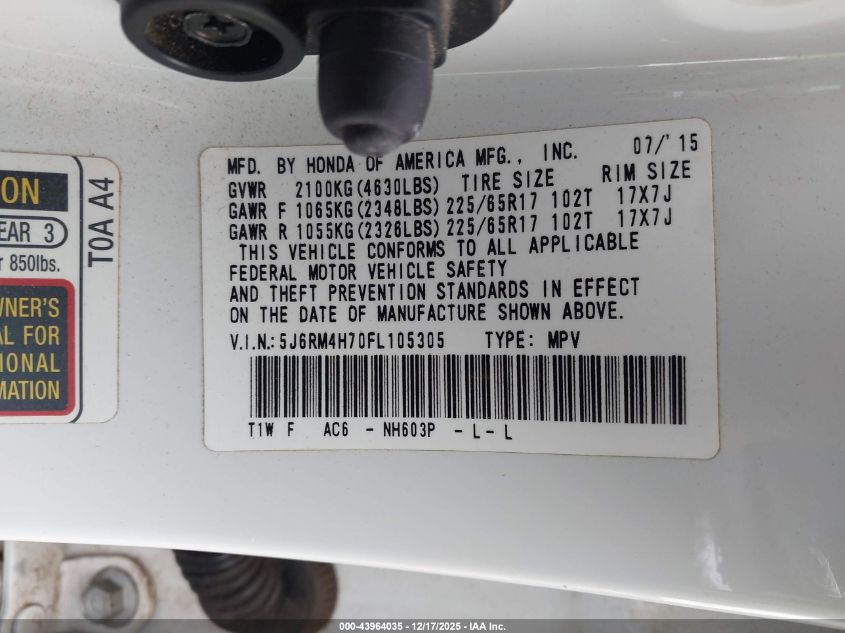 ON
EAR 3
850lbs.
T0A A4
WNER'S
AL FOR
IONAL
MATION
MFD. BY HONDA OF AMERICA MFG., INC. 07/'15
GVWR 2100KG(4630LBS) TIRE SIZE RIM SIZE
GAWR F 1065KG(2348LBS) 225/65R17 102T 17X7J
GAWR R 1055KG(2326LBS) 225/65R17 102T 17X7J
THIS VEHICLE CONFORMS TO ALL APPLICABLE
FEDERAL MOTOR VEHICLE SAFETY
AND THEFT PREVENTION STANDARDS IN EFFECT
ON THE DATE OF MANUFACTURE SHOWN ABOVE.
V.I.N.:5J6RM4H70FL105305 TYPE: MPV
T1W F AC6 - NH603P - L - L
000-43964035 - 12/17/2025 - IAA Inc.